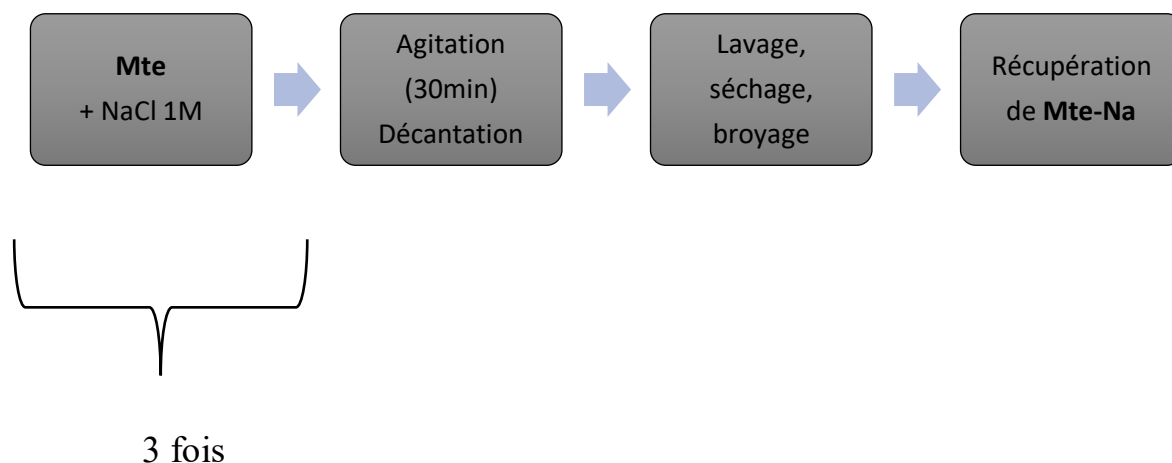 Mte
+ NaCl 1M
Agitation
(30min)
Décantation
Lavage,
séchage,
broyage
Récupération
de Mte-Na
3 fois